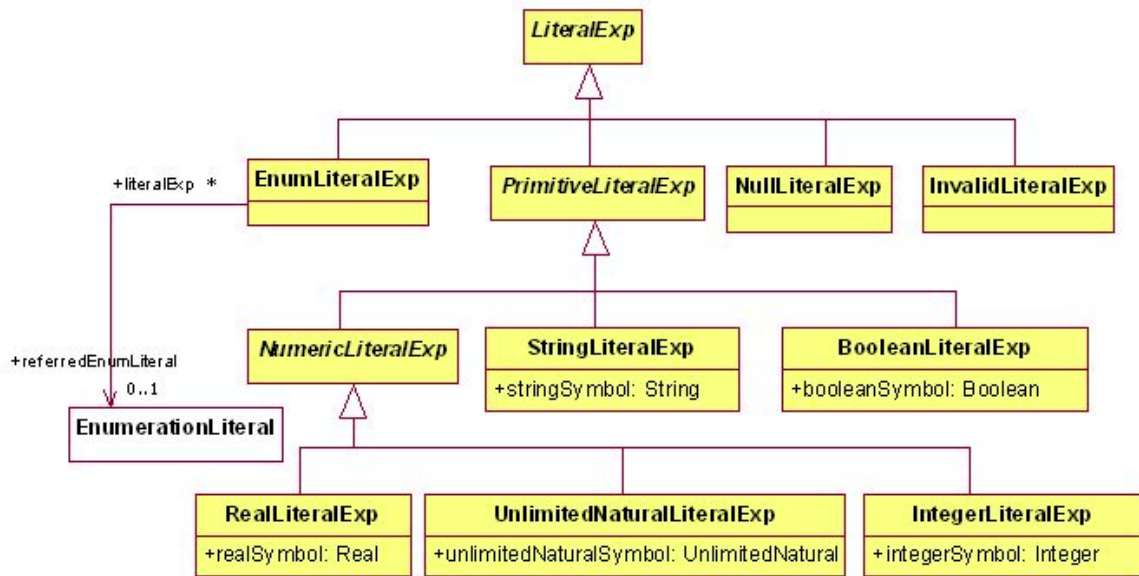 LiteralExp
+literalExp *
EnumLiteralExp
PrimitiveLiteralExp
NullLiteralExp
InvalidLiteralExp
+referredEnumLiteral
0..1
EnumerationLiteral
NumericLiteralExp
StringLiteralExp
+stringSymbol: String
BooleanLiteralExp
+booleanSymbol: Boolean
RealLiteralExp
+realSymbol: Real
UnlimitedNaturalLiteralExp
+unlimitedNaturalSymbol: UnlimitedNatural
IntegerLiteralExp
+integerSymbol: Integer